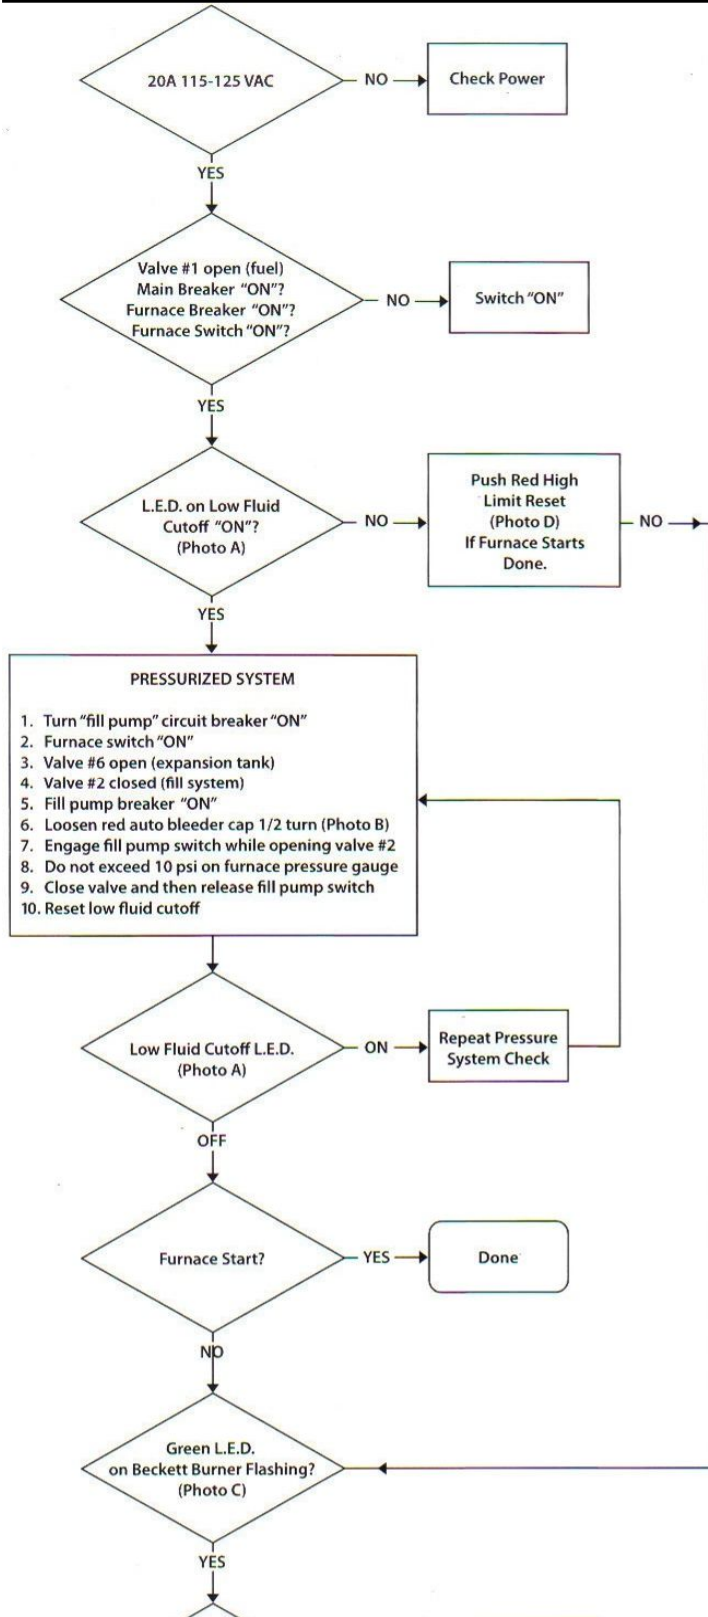 20A 115-125 VAC
NO
Check Power
YES
Valve #1 open (fuel)
Main Breaker "ON"?
Furnace Breaker "ON"?
Furnace Switch "ON"?
NO
Switch "ON"
YES
L.E.D. on Low Fluid
Cutoff "ON"?
(Photo A)
NO
Push Red High
Limit Reset
(Photo D)
If Furnace Starts
Done.
NO
YES
PRESSURIZED SYSTEM
1. Turn "fill pump" circuit breaker "ON"
2. Furnace switch "ON"
3. Valve #6 open (expansion tank)
4. Valve #2 closed (fill system)
5. Fill pump breaker "ON"
6. Loosen red auto bleeder cap 1/2 turn (Photo B)
7. Engage fill pump switch while opening valve #2
8. Do not exceed 10 psi on furnace pressure gauge
9. Close valve and then release fill pump switch
10. Reset low fluid cutoff
Low Fluid Cutoff L.E.D.
(Photo A)
ON
Repeat Pressure
System Check
OFF
Furnace Start?
YES
Done
NO
Green L.E.D.
on Beckett Burner Flashing?
(Photo C)
YES